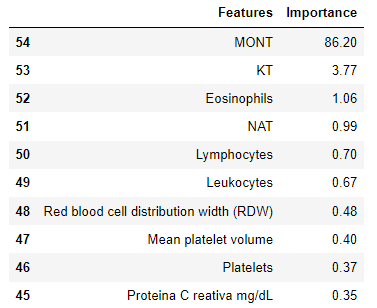 Features Importance
54 MONT 86.20
53 KT 3.77
52 Eosinophils 1.06
51 NAT 0.99
50 Lymphocytes 0.70
49 Leukocytes 0.67
48 Red blood cell distribution width (RDW) 0.48
47 Mean platelet volume 0.40
46 Platelets 0.37
45 Proteina C reativa mg/dL 0.35